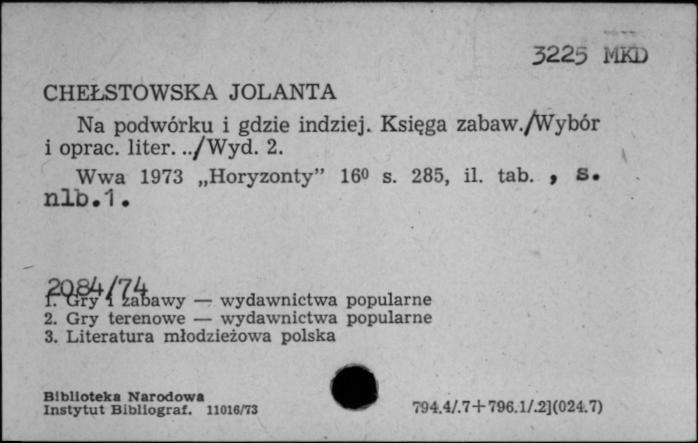 3225 MKD
CHEŁSTOWSKA JOLANTA
Na podwórku i gdzie indziej. Księga zabaw./Wybór
i oprac. liter. ../Wyd. 2.
Wwa 1973 „Horyzonty” 16⁰ s. 285, il. tab. , s.
nlb.1.
2084/74
1. Gry i zabawy — wydawnictwa popularne
2. Gry terenowe — wydawnictwa popularne
3. Literatura młodzieżowa polska
Biblioteka Narodowa
Instytut Bibliograf. 11016/73
794.4/.7+796.1/.2](024.7)